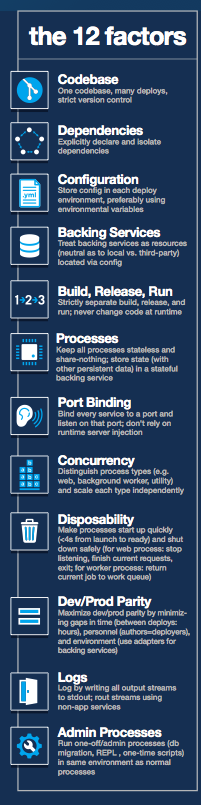 the 12 factors
Codebase
One codebase, many deploys,
strict version control
Dependencies
Explicitly declare and isolate
dependencies
.yml
Configuration
Store config in each deploy
environment, preferably using
environmental variables
Backing Services
Treat backing services as resources
(neutral as to local vs. third-party)
located via config
1→2→3
Build, Release, Run
Strictly separate build, release, and
run; never change code at runtime
Processes
Keep all processes stateless and
share-nothing; store state (with
other persistent data) in a stateful
backing service
Port Binding
Bind every service to a port and
listen on that port; don't rely on
runtime server injection
Concurrency
Distinguish process types (e.g.
web, background worker, utility)
and scale each type independently
Disposability
Make processes start up quickly
(<4s from launch to ready) and shut
down safely (for web process: stop
listening, finish current requests,
exit; for worker process: return
current job to work queue)
Dev/Prod Parity
Maximize dev/prod parity by minimiz-
ing gaps in time (between deploys:
hours), personnel (authors=deployers),
and environment (use adapters for
backing services)
Logs
Log by writing all output streams
to stdout; rout streams using
non-app services
Admin Processes
Run one-off/admin processes (db
migration, REPL , one-time scripts)
in same environment as normal
processes